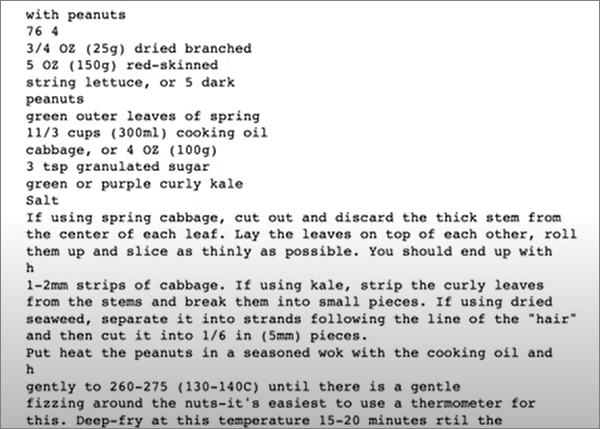 with peanuts
76 4
3/4 OZ (25g) dried branched
5 OZ (150g) red-skinned
string lettuce, or 5 dark
peanuts
green outer leaves of spring
11/3 cups (300ml) cooking oil
cabbage, or 4 OZ (100g)
3 tsp granulated sugar
green or purple curly kale
Salt
If using spring cabbage, cut out and discard the thick stem from
the center of each leaf. Lay the leaves on top of each other, roll
them up and slice as thinly as possible. You should end up with
h
1-2mm strips of cabbage. If using kale, strip the curly leaves
from the stems and break them into small pieces. If using dried
seaweed, separate it into strands following the line of the "hair"
and then cut it into 1/6 in (5mm) pieces.
Put heat the peanuts in a seasoned wok with the cooking oil and
h
gently to 260-275 (130-140C) until there is a gentle
fizzing around the nuts-it's easiest to use a thermometer for
this. Deep-fry at this temperature 15-20 minutes rtil the